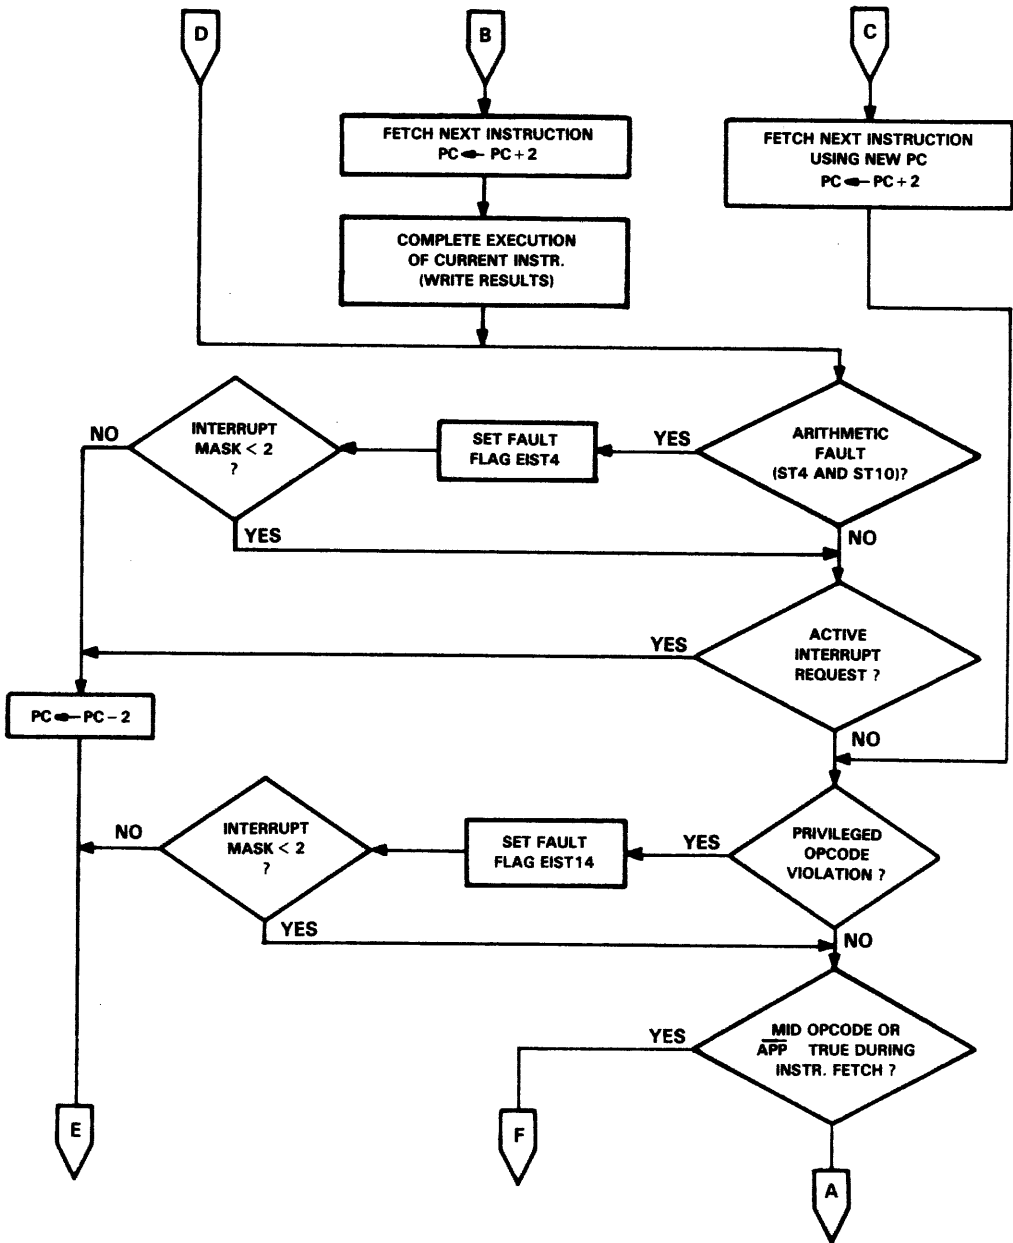 D
B
C
FETCH NEXT INSTRUCTION
PC ← PC + 2
FETCH NEXT INSTRUCTION
USING NEW PC
PC ← PC + 2
COMPLETE EXECUTION
OF CURRENT INSTR.
(WRITE RESULTS)
NO
INTERRUPT
MASK < 2
?
SET FAULT
FLAG EIST4
YES
ARITHMETIC
FAULT
(ST4 AND ST10)?
YES
NO
YES
ACTIVE
INTERRUPT
REQUEST ?
PC ← PC − 2
NO
NO
INTERRUPT
MASK < 2
?
SET FAULT
FLAG EIST14
YES
PRIVILEGED
OPCODE
VIOLATION ?
YES
NO
YES
MID OPCODE OR
A̅P̅P̅ TRUE DURING
INSTR. FETCH ?
E
F
A